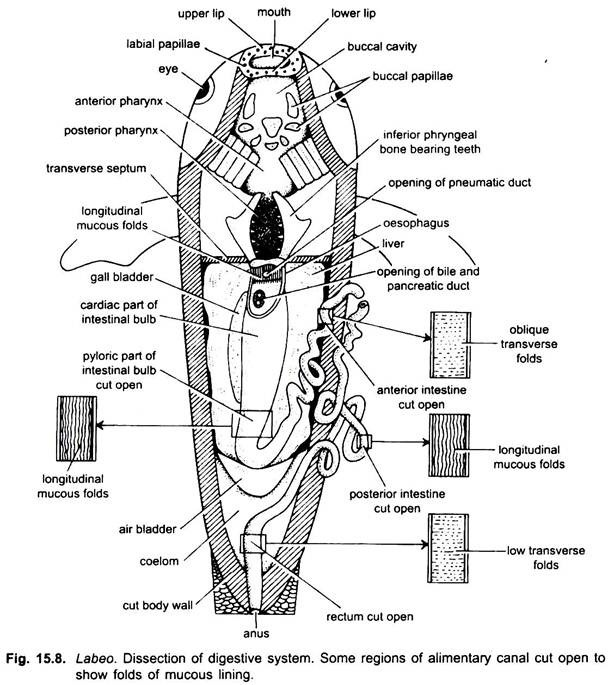 upper lip
mouth
lower lip
labial papillae
buccal cavity
eye
buccal papillae
anterior pharynx
posterior pharynx
inferior phryngeal
bone bearing teeth
transverse septum
opening of pneumatic duct
longitudinal
mucous folds
oesophagus
liver
gall bladder
opening of bile and
pancreatic duct
cardiac part of
intestinal bulb
oblique
transverse
folds
pyloric part of
intestinal bulb
cut open
anterior intestine
cut open
longitudinal
mucous folds
longitudinal
mucous folds
posterior intestine
cut open
air bladder
coelom
low transverse
folds
cut body wall
rectum cut open
anus
Fig. 15.8. Labeo. Dissection of digestive system. Some regions of alimentary canal cut open to
show folds of mucous lining.